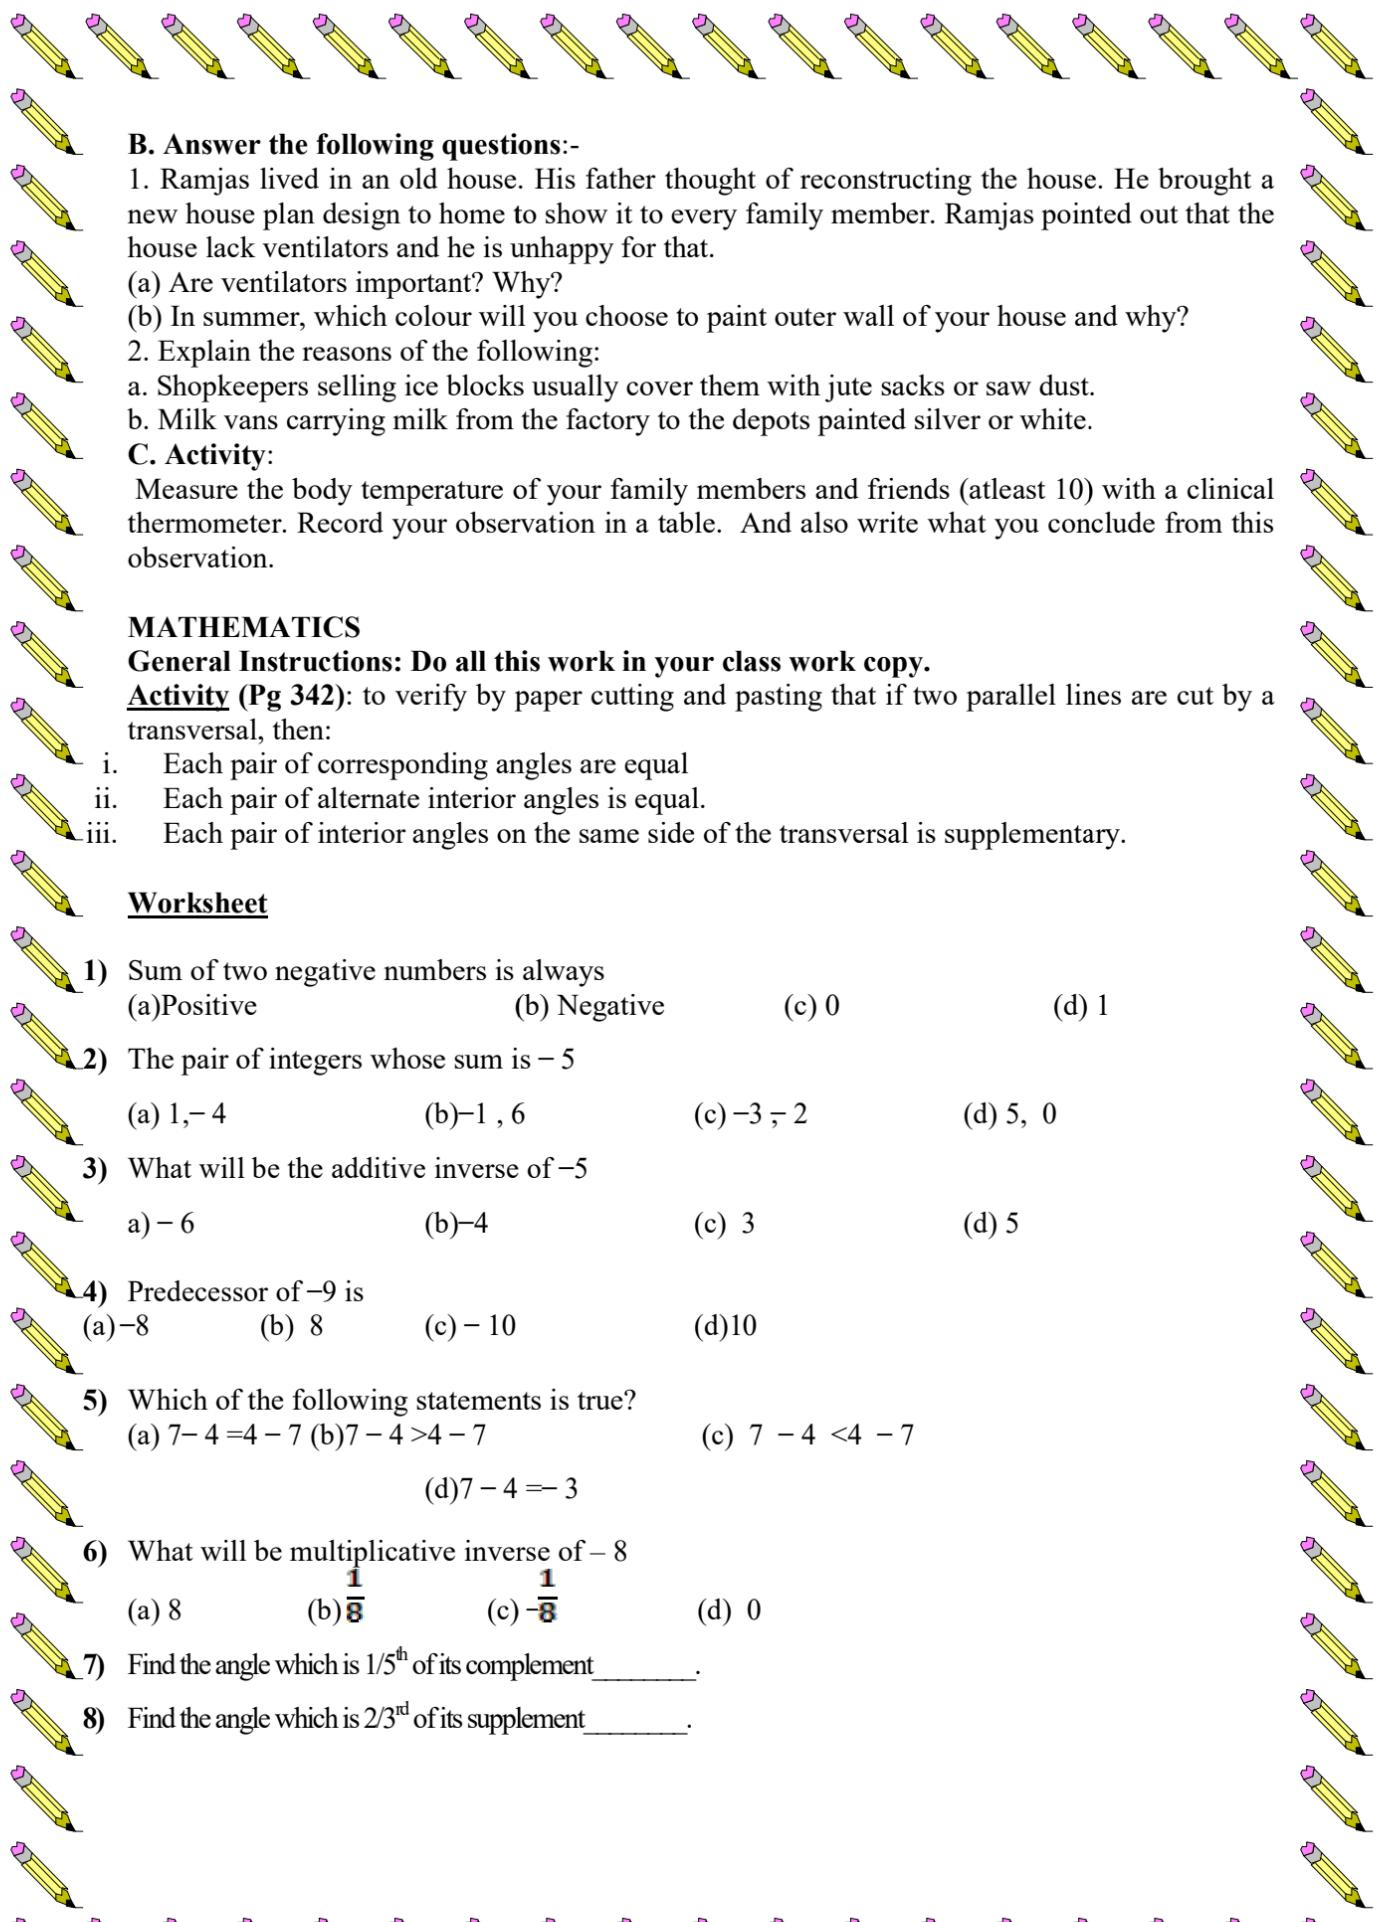 B. Answer the following questions:-
1. Ramjas lived in an old house. His father thought of reconstructing the house. He brought a
new house plan design to home to show it to every family member. Ramjas pointed out that the
house lack ventilators and he is unhappy for that.
(a) Are ventilators important? Why?
(b) In summer, which colour will you choose to paint outer wall of your house and why?
2. Explain the reasons of the following:
a. Shopkeepers selling ice blocks usually cover them with jute sacks or saw dust.
b. Milk vans carrying milk from the factory to the depots painted silver or white.
C. Activity:
Measure the body temperature of your family members and friends (atleast 10) with a clinical
thermometer. Record your observation in a table. And also write what you conclude from this
observation.
MATHEMATICS
General Instructions: Do all this work in your class work copy.
Activity (Pg 342): to verify by paper cutting and pasting that if two parallel lines are cut by a
transversal, then:
i. Each pair of corresponding angles are equal
ii. Each pair of alternate interior angles is equal.
iii. Each pair of interior angles on the same side of the transversal is supplementary.
Worksheet
1) Sum of two negative numbers is always
(a)Positive (b) Negative (c) 0 (d) 1
2) The pair of integers whose sum is − 5
(a) 1,− 4 (b)−1 , 6 (c) −3 ,− 2 (d) 5, 0
3) What will be the additive inverse of −5
a) − 6 (b)−4 (c) 3 (d) 5
4) Predecessor of −9 is
(a)−8 (b) 8 (c) − 10 (d)10
5) Which of the following statements is true?
(a) 7− 4 =4 − 7 (b)7 − 4 >4 − 7 (c) 7 − 4 <4 − 7
(d)7 − 4 =− 3
6) What will be multiplicative inverse of – 8
(a) 8 (b) 1/8 (c) -1/8 (d) 0
7) Find the angle which is 1/5th of its complement________.
8) Find the angle which is 2/3rd of its supplement________.